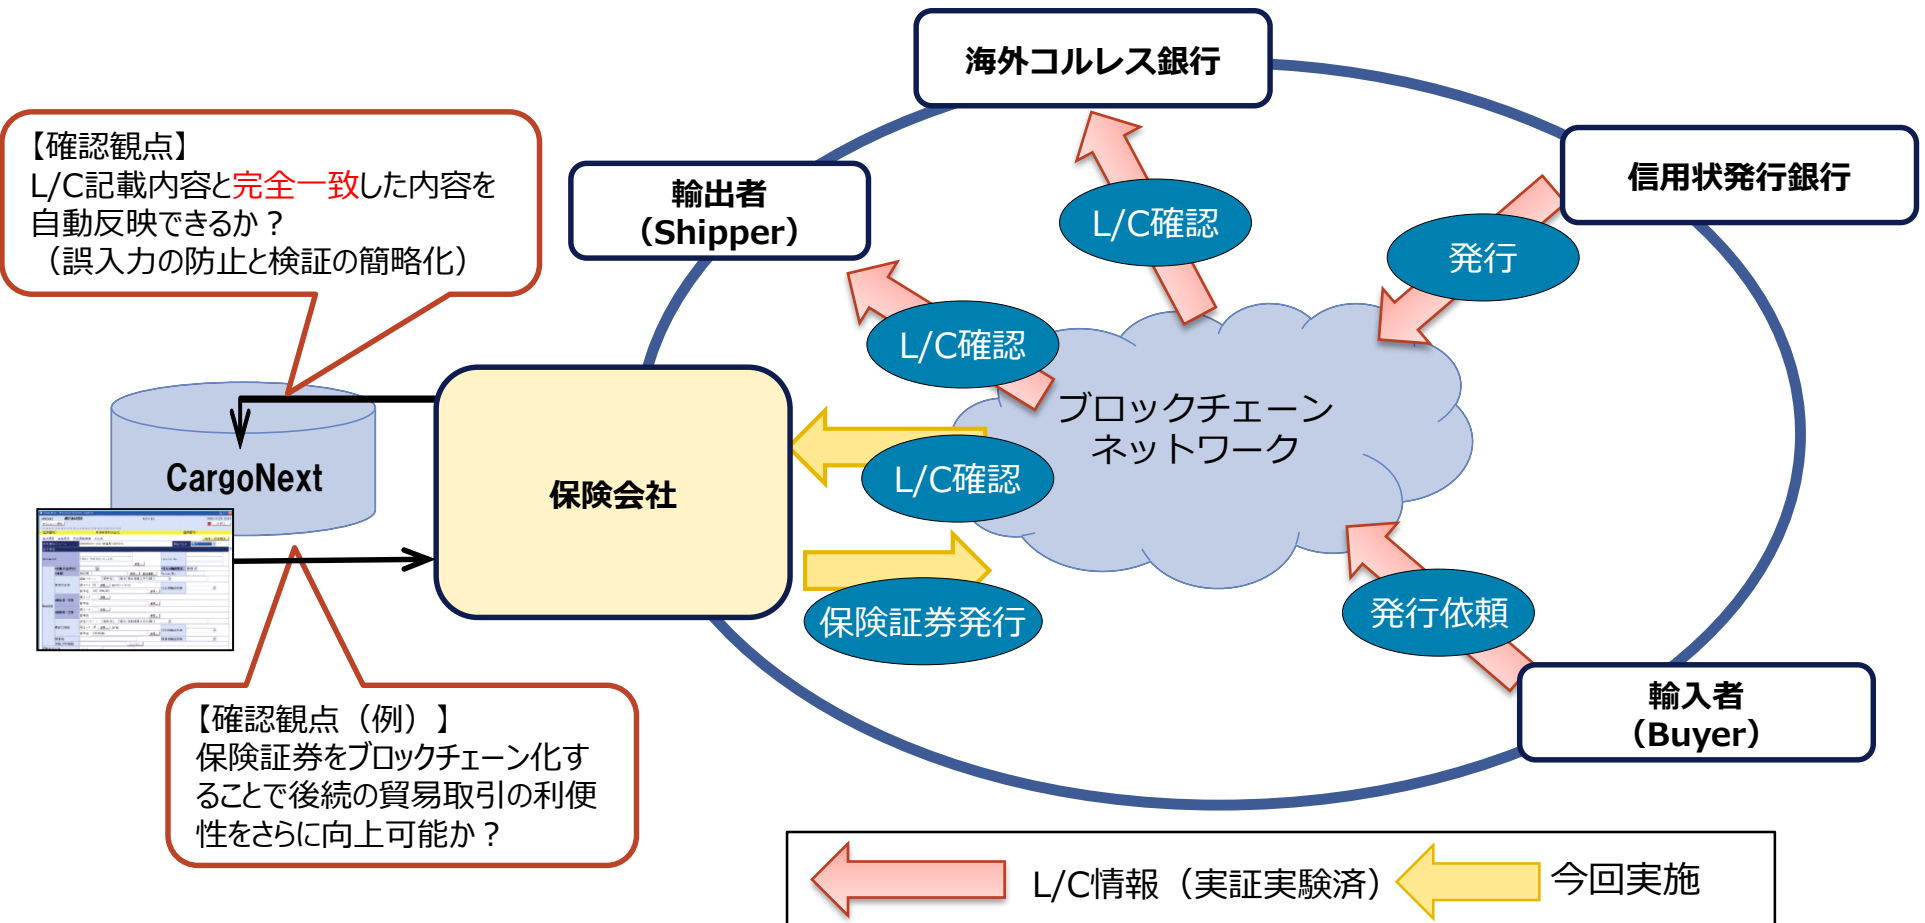 海外コルレス銀行
信用状発行銀行
輸出者
（Shipper）
【確認観点】
L/C記載内容と完全一致した内容を
自動反映できるか？
（誤入力の防止と検証の簡略化）
L/C確認
発行
L/C確認
ブロックチェーン
ネットワーク
CargoNext
保険会社
L/C確認
保険証券発行
発行依頼
輸入者
（Buyer）
【確認観点（例）】
保険証券をブロックチェーン化す
ることで後続の貿易取引の利便
性をさらに向上可能か？
L/C情報（実証実験済）
今回実施